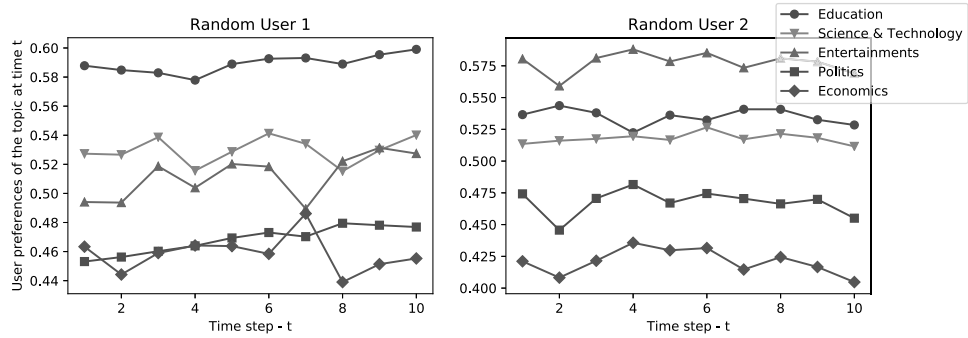 Random User 1
User preferences of the topic at time t
0.60
0.58
0.56
0.54
0.52
0.50
0.48
0.46
0.44
2
4
6
8
10
Time step - t
Random User 2
0.575
0.550
0.525
0.500
0.475
0.450
0.425
0.400
2
4
6
8
10
Time step - t
Education
Science & Technology
Entertainments
Politics
Economics